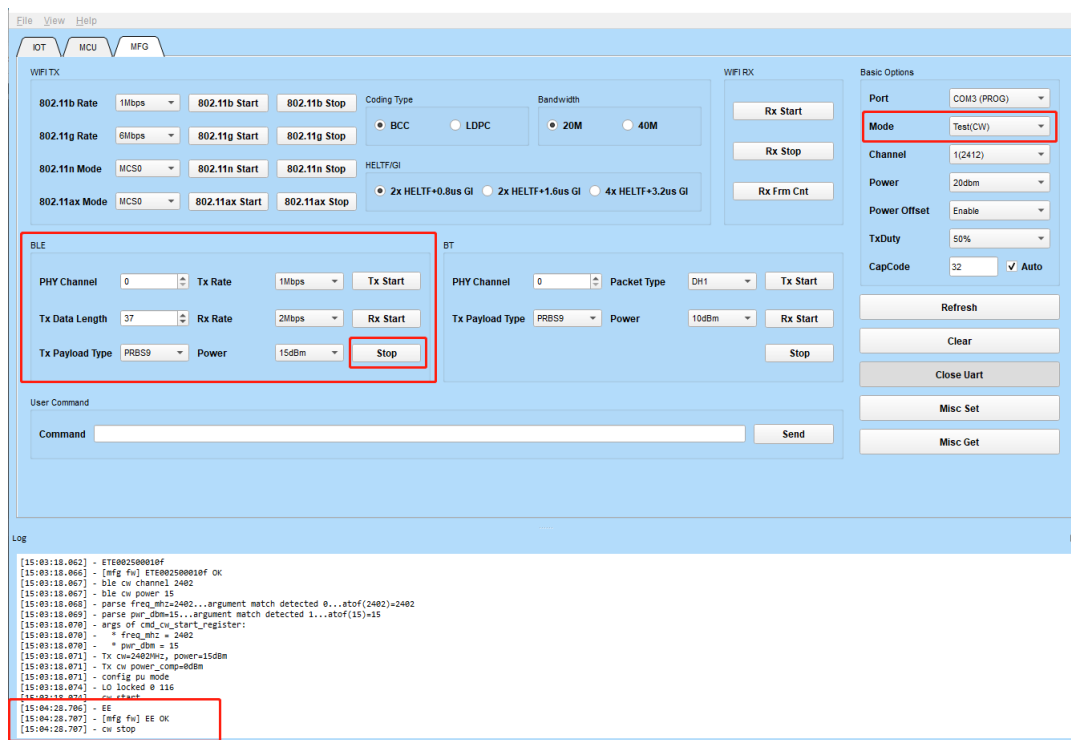 File View Help
IOT MCU MFG
WIFI TX
802.11b Rate 1Mbps 802.11b Start 802.11b Stop
802.11g Rate 6Mbps 802.11g Start 802.11g Stop
802.11n Mode MCS0 802.11n Start 802.11n Stop
802.11ax Mode MCS0 802.11ax Start 802.11ax Stop
Coding Type
BCC LDPC
Bandwidth
20M 40M
HELTF/GI
2x HELTF+0.8us GI 2x HELTF+1.6us GI 4x HELTF+3.2us GI
WIFI RX
Rx Start
Rx Stop
Rx Frm Cnt
Basic Options
Port COM3 (PROG)
Mode Test(CW)
Channel 1(2412)
Power 20dbm
Power Offset Enable
TxDuty 50%
CapCode 32 Auto
Refresh
Clear
Close Uart
Misc Set
Misc Get
BLE
PHY Channel 0 Tx Rate 1Mbps Tx Start
Tx Data Length 37 Rx Rate 2Mbps Rx Start
Tx Payload Type PRBS9 Power 15dBm Stop
BT
PHY Channel 0 Packet Type DH1 Tx Start
Tx Payload Type PRBS9 Power 10dBm Rx Start
Stop
User Command
Command Send
Log
[15:03:18.062] - ETE002500010f
[15:03:18.066] - [mfg fw] ETE002500010f OK
[15:03:18.067] - ble cw channel 2402
[15:03:18.067] - ble cw power 15
[15:03:18.068] - parse freq_mhz=2402...argument match detected 0...atof(2402)=2402
[15:03:18.069] - parse pwr_dbm=15...argument match detected 1...atof(15)=15
[15:03:18.070] - args of cmd_cw_start_register:
[15:03:18.070] - * freq_mhz = 2402
[15:03:18.070] - * pwr_dbm = 15
[15:03:18.071] - Tx cw=2402MHz, power=15dBm
[15:03:18.071] - Tx cw power_comp=0dBm
[15:03:18.071] - config pu mode
[15:03:18.074] - LO locked 0 116
[15:03:18.074] - cw start
[15:04:28.706] - EE
[15:04:28.707] - [mfg fw] EE OK
[15:04:28.707] - cw stop